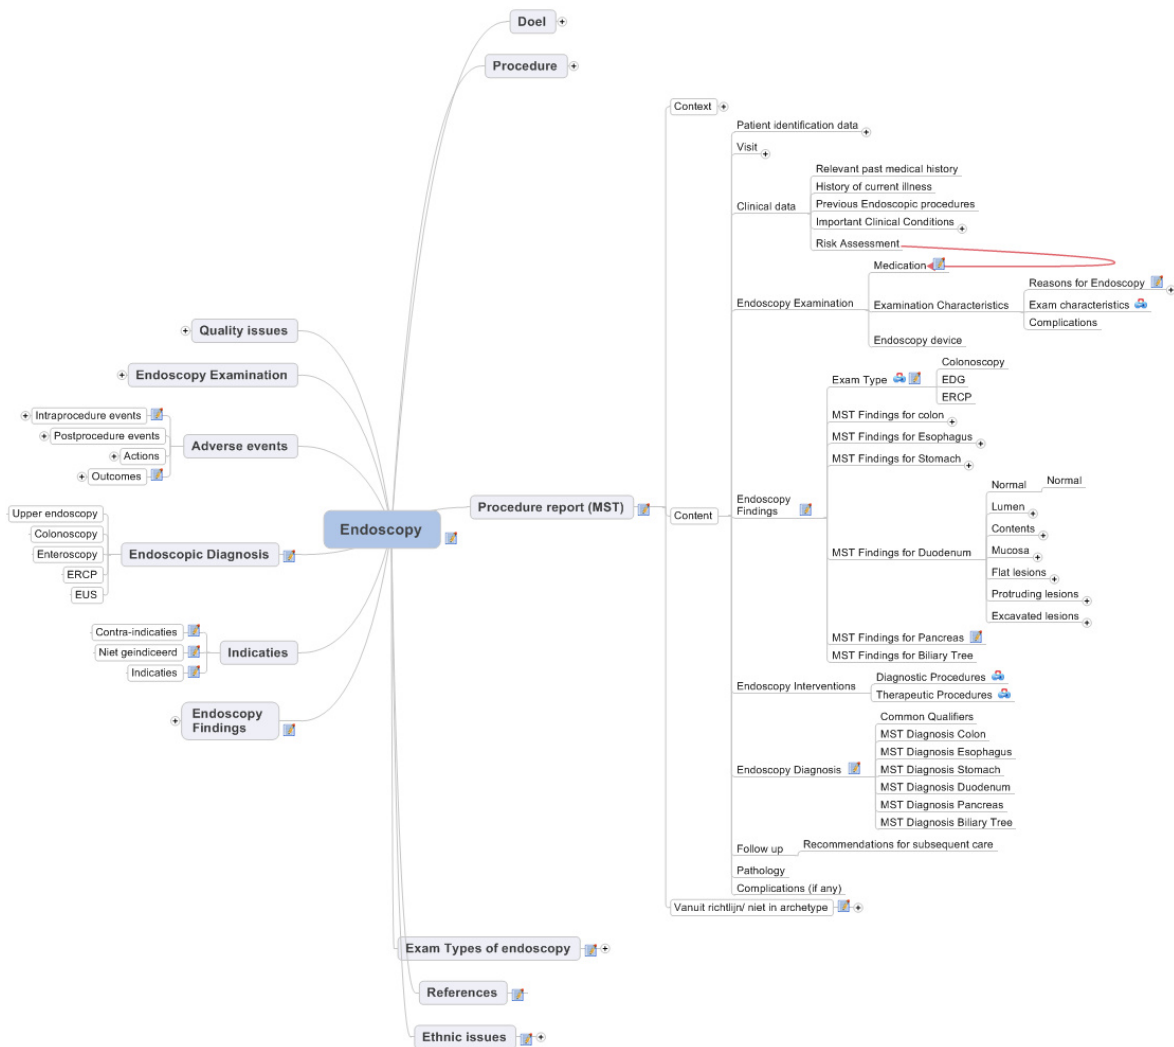 Doel
Procedure
Context
Patient identification data
Visit
Relevant past medical history
History of current illness
Clinical data
Previous Endoscopic procedures
Important Clinical Conditions
Risk Assessment
Medication
Reasons for Endoscopy
Endoscopy Examination
Examination Characteristics
Exam characteristics
Complications
Endoscopy device
Colonoscopy
Exam Type
EDG
ERCP
MST Findings for colon
MST Findings for Esophagus
MST Findings for Stomach
Procedure report (MST)
Content
Endoscopy
Findings
Normal
Normal
Lumen
Contents
MST Findings for Duodenum
Mucosa
Flat lesions
Protruding lesions
Excavated lesions
MST Findings for Pancreas
MST Findings for Biliary Tree
Endoscopy Interventions
Diagnostic Procedures
Therapeutic Procedures
Common Qualifiers
MST Diagnosis Colon
MST Diagnosis Esophagus
Endoscopy Diagnosis
MST Diagnosis Stomach
MST Diagnosis Duodenum
MST Diagnosis Pancreas
MST Diagnosis Biliary Tree
Follow up
Recommendations for subsequent care
Pathology
Complications (if any)
Vanuit richtlijn/ niet in archetype
Quality issues
Endoscopy Examination
Intraprocedure events
Postprocedure events
Adverse events
Actions
Outcomes
Endoscopy
Upper endoscopy
Colonoscopy
Enteroscopy
Endoscopic Diagnosis
ERCP
EUS
Contra-indicaties
Niet geindiceerd
Indicaties
Indicaties
Endoscopy
Findings
Exam Types of endoscopy
References
Ethnic issues